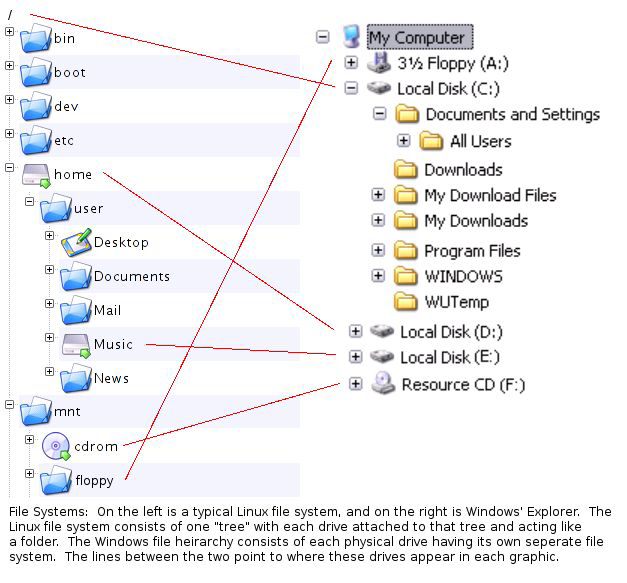 /
bin
boot
dev
etc
home
user
Desktop
Documents
Mail
Music
News
mnt
cdrom
floppy
My Computer
3½ Floppy (A:)
Local Disk (C:)
Documents and Settings
All Users
Downloads
My Download Files
My Downloads
Program Files
WINDOWS
WUTemp
Local Disk (D:)
Local Disk (E:)
Resource CD (F:)
File Systems:  On the left is a typical Linux file system, and on the right is Windows' Explorer.  The
Linux file system consists of one "tree" with each drive attached to that tree and acting like
a folder.  The Windows file heirarchy consists of each physical drive having its own seperate file
system.  The lines between the two point to where these drives appear in each graphic.